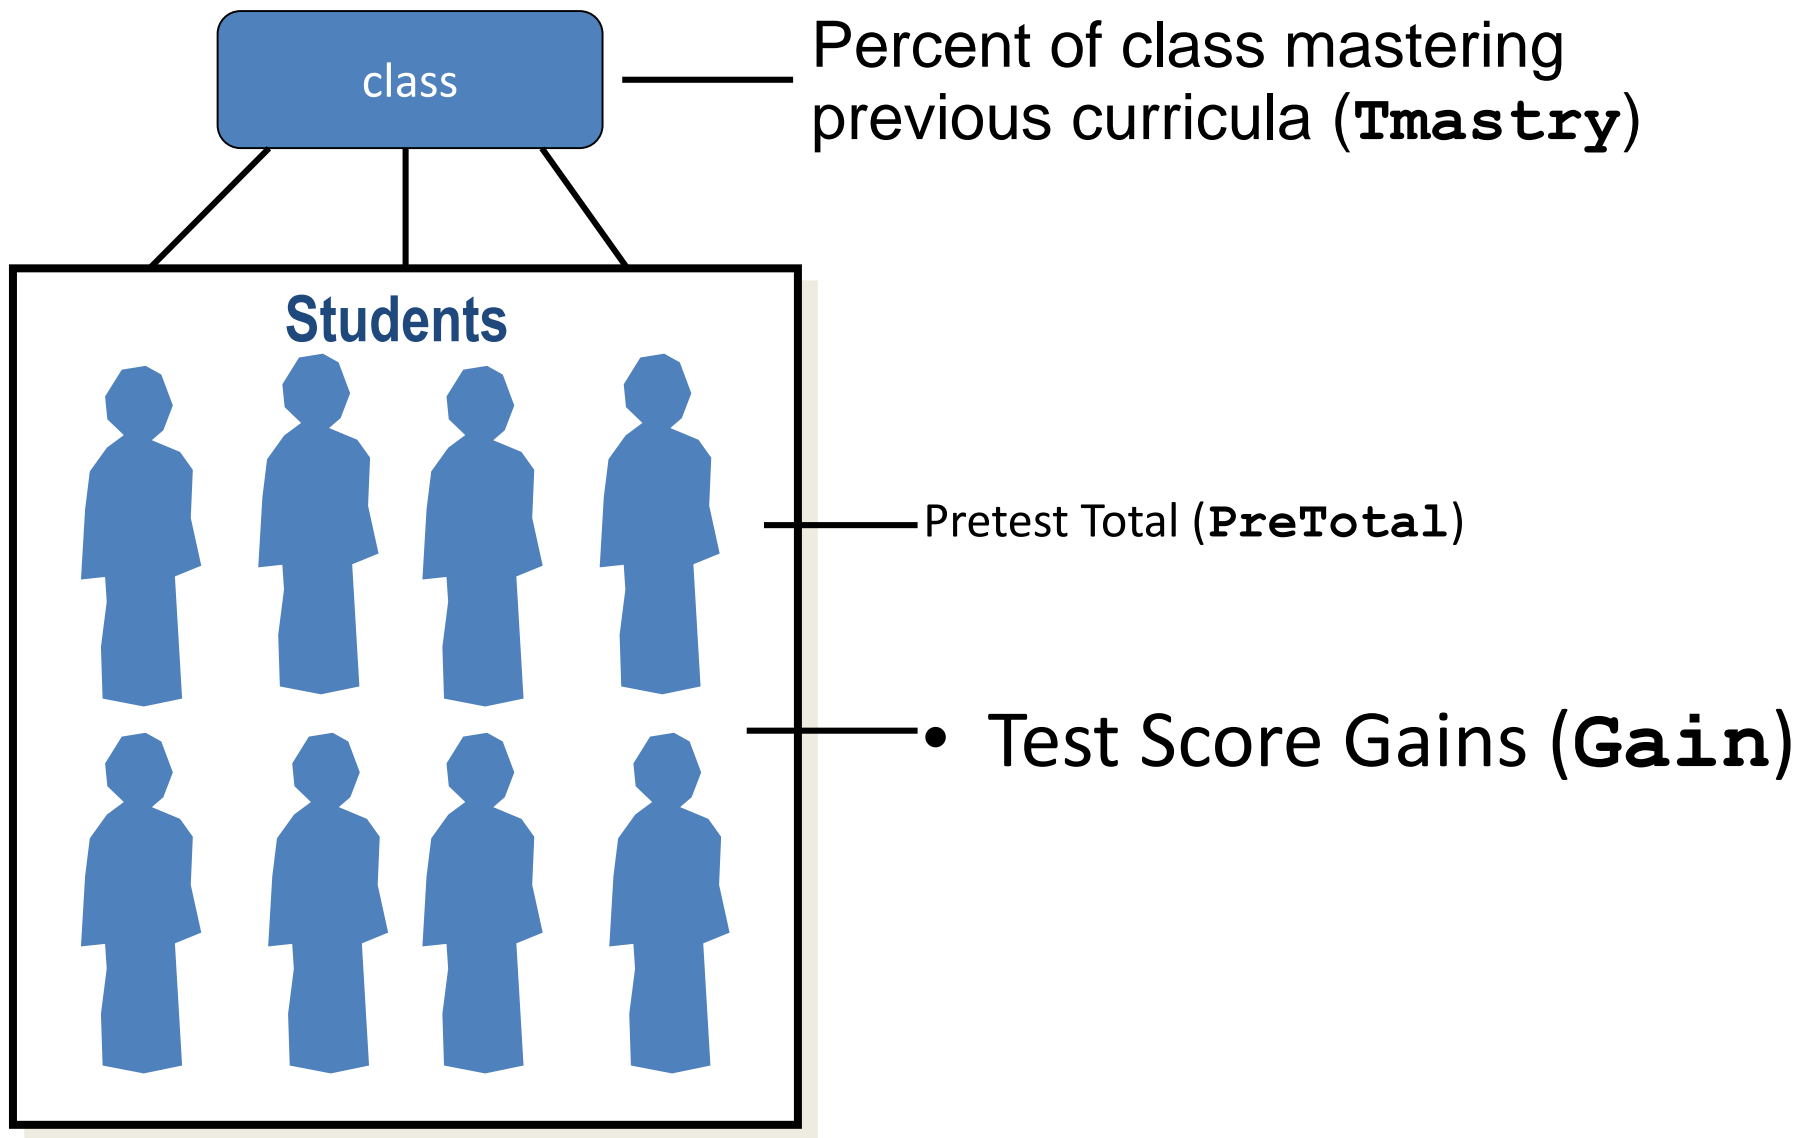 class
Percent of class mastering
previous curricula (Tmastry)
Students
Pretest Total (PreTotal)
• Test Score Gains (Gain)